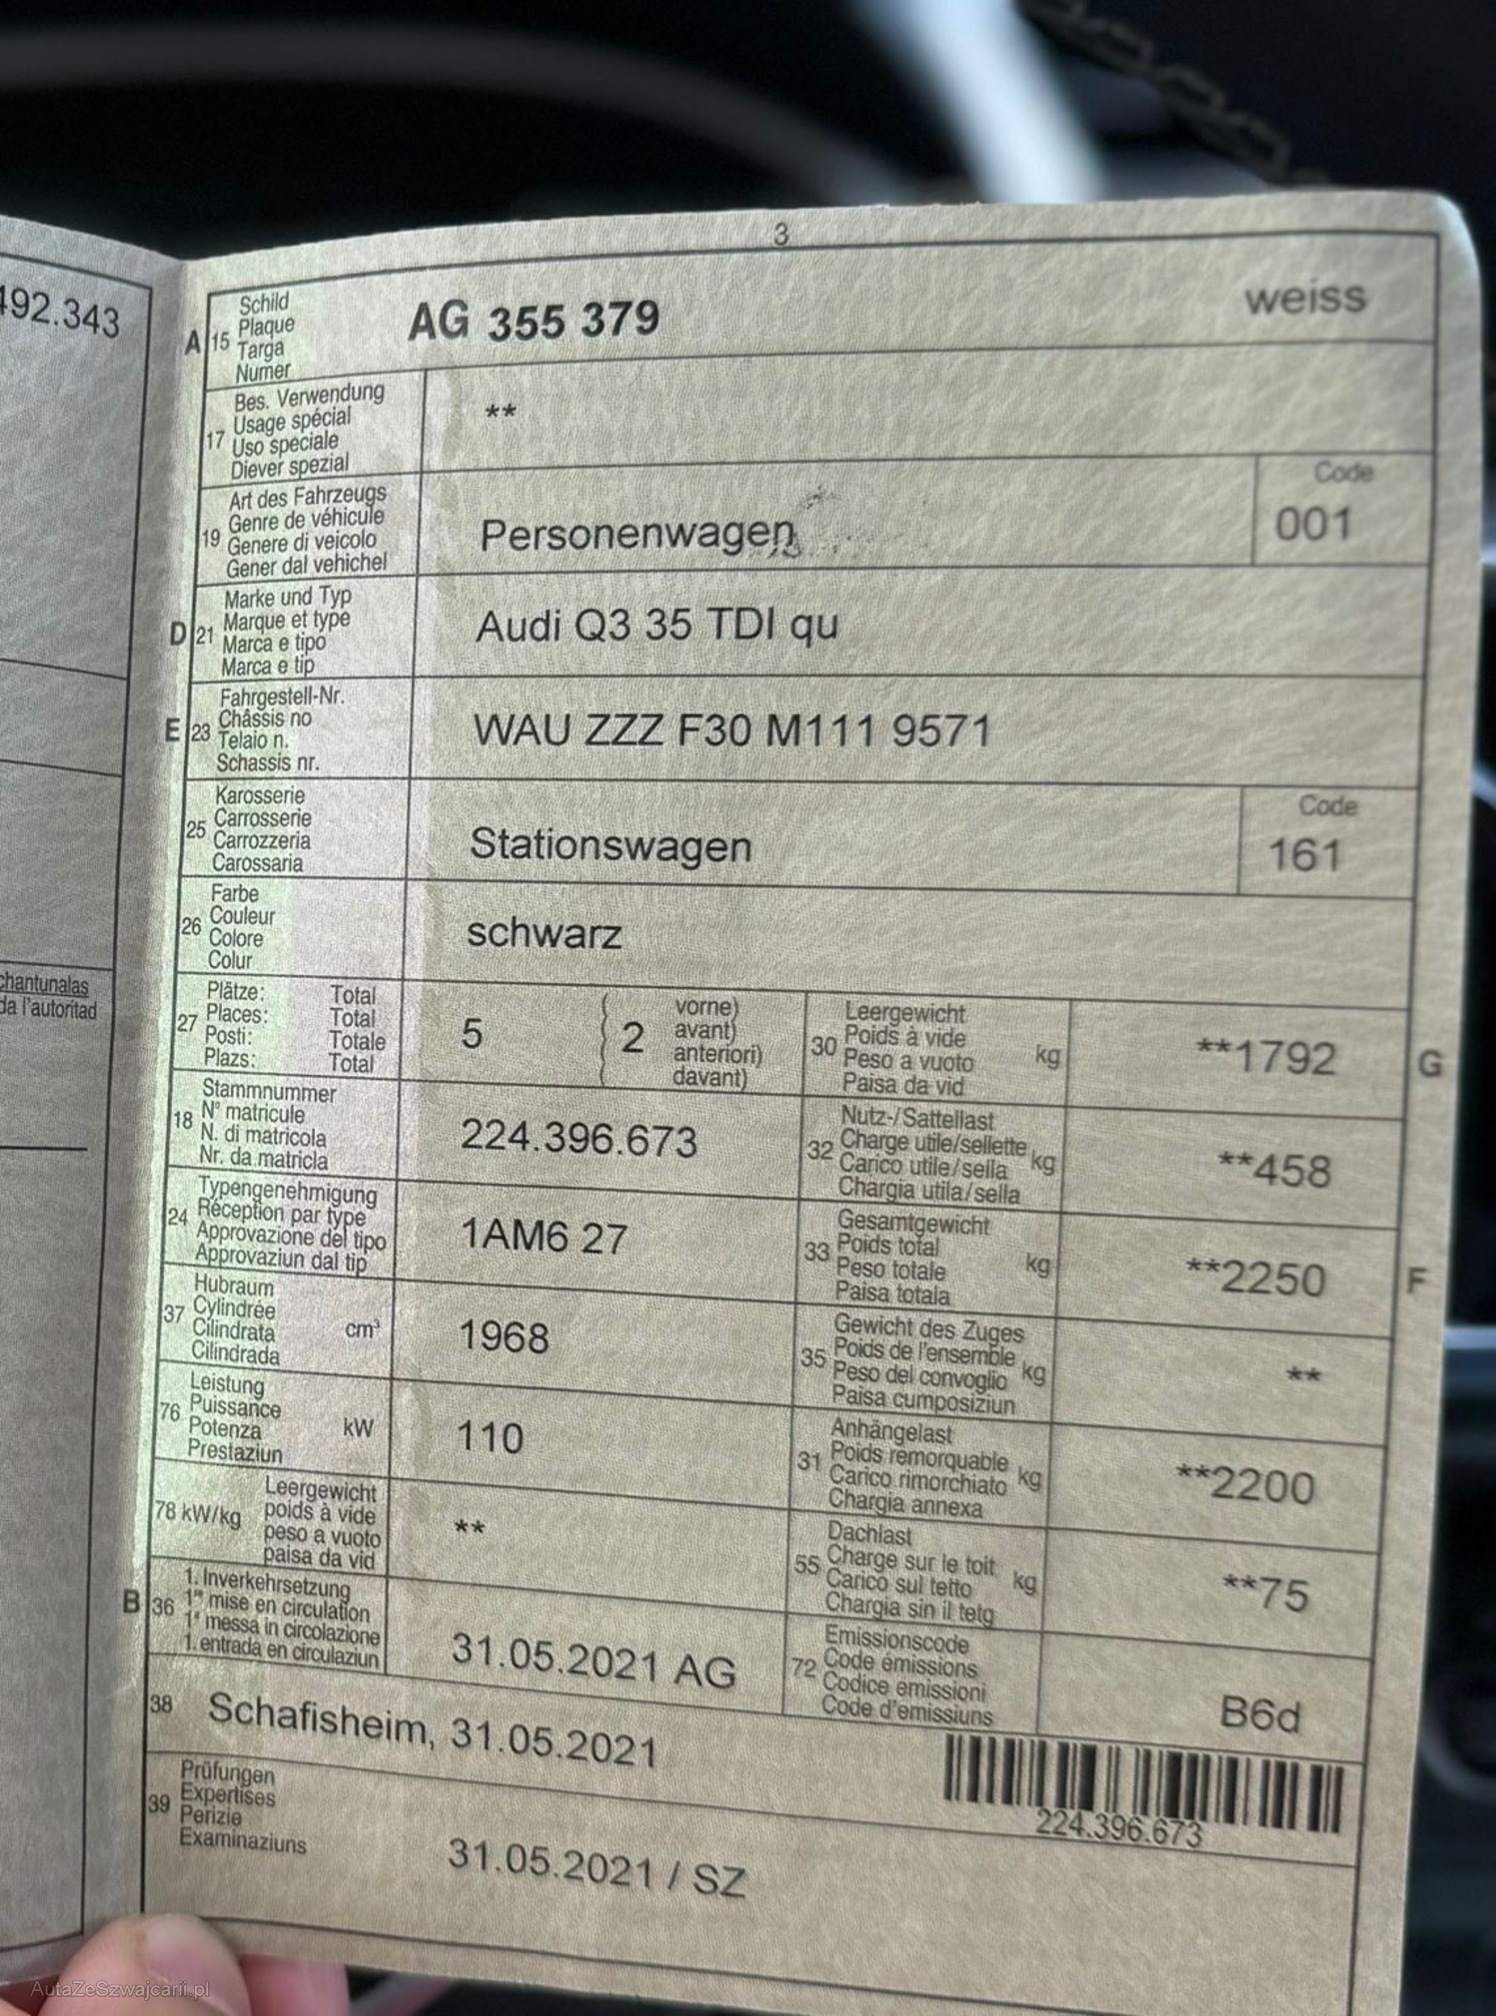 3
492.343
chantunalas
da l'autoritad
A 15 Schild
Plaque
Targa
Numer
AG 355 379 weiss
17 Bes. Verwendung
Usage spécial
Uso speciale
Diever spezial
**
19 Art des Fahrzeugs
Genre de véhicule
Genere di veicolo
Gener dal vehichel
Personenwagen
Code
001
D 21 Marke und Typ
Marque et type
Marca e tipo
Marca e tip
Audi Q3 35 TDI qu
E 23 Fahrgestell-Nr.
Châssis no
Telaio n.
Schassis nr.
WAU ZZZ F30 M111 9571
25 Karosserie
Carrosserie
Carrozzeria
Carossaria
Stationswagen
Code
161
26 Farbe
Couleur
Colore
Colur
schwarz
27 Plätze: Total
Places: Total
Posti: Totale
Plazs: Total
5 2 vorne)
avant)
anteriori)
davant)
30 Leergewicht
Poids à vide
Peso a vuoto
Paisa da vid
kg **1792 G
18 Stammnummer
N° matricule
N. di matricola
Nr. da matricla
224.396.673
32 Nutz-/Sattellast
Charge utile/sellette
Carico utile/sella
Chargia utila/sella
kg **458
24 Typengenehmigung
Réception par type
Approvazione del tipo
Approvaziun dal tip
1AM6 27
33 Gesamtgewicht
Poids total
Peso totale
Paisa totala
kg **2250 F
37 Hubraum
Cylindrée
Cilindrata
Cilindrada
cm³ 1968
35 Gewicht des Zuges
Poids de l'ensemble
Peso del convoglio
Paisa cumposiziun
kg **
76 Leistung
Puissance
Potenza
Prestaziun
kW 110
31 Anhängelast
Poids remorquable
Carico rimorchiato
Chargia annexa
kg **2200
78 kW/kg Leergewicht
poids à vide
peso a vuoto
paisa da vid
**
55 Dachlast
Charge sur le toit
Carico sul tetto
Chargia sin il tetg
kg **75
B 36 1. Inverkehrsetzung
1re mise en circulation
1a messa in circolazione
1. entrada en circulaziun
31.05.2021 AG
72 Emissionscode
Code émissions
Codice emissioni
Code d'emissiuns
B6d
38 Schafisheim, 31.05.2021
224.396.673
39 Prüfungen
Expertises
Perizie
Examinaziuns
31.05.2021 / SZ
AutaZeSzwajcarii.pl